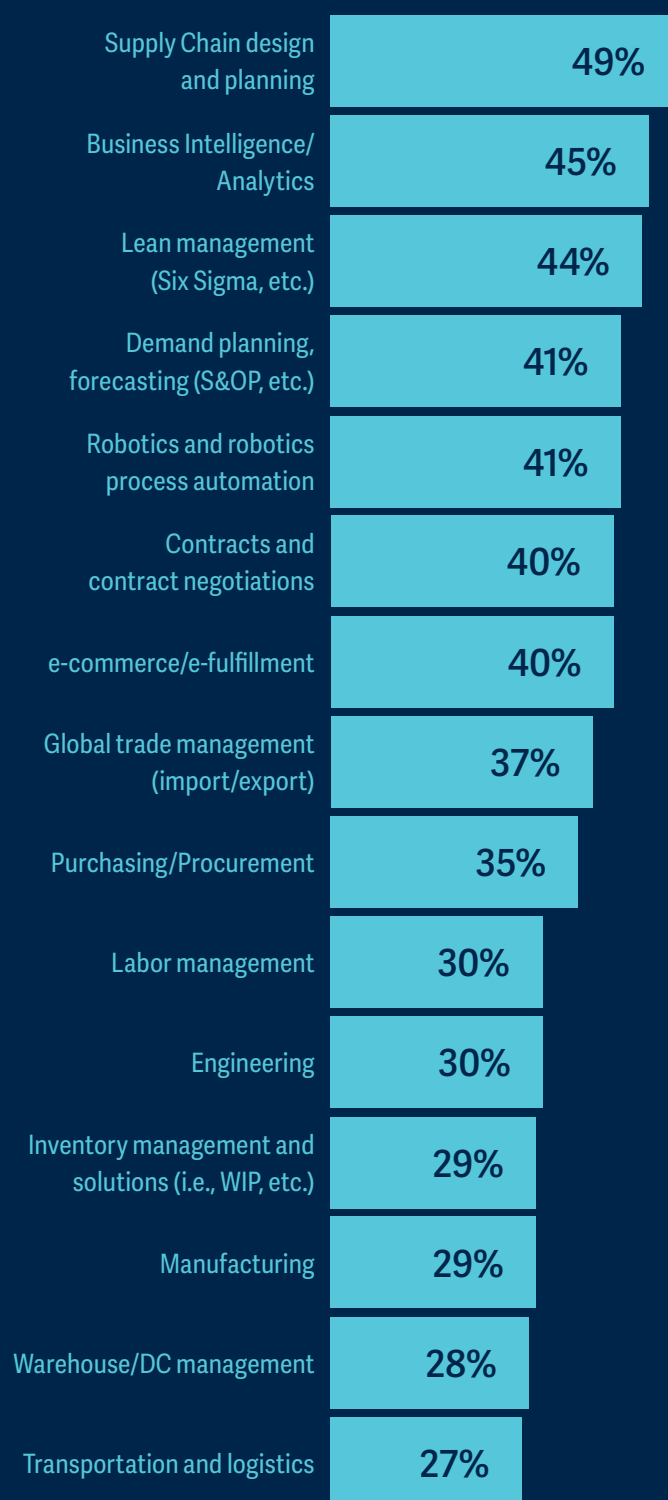 Supply Chain design
and planning
49%
Business Intelligence/
Analytics
45%
Lean management
(Six Sigma, etc.)
44%
Demand planning,
forecasting (S&OP, etc.)
41%
Robotics and robotics
process automation
41%
Contracts and
contract negotiations
40%
e-commerce/e-fulfillment
40%
Global trade management
(import/export)
37%
Purchasing/Procurement
35%
Labor management
30%
Engineering
30%
Inventory management and
solutions (i.e., WIP, etc.)
29%
Manufacturing
29%
Warehouse/DC management
28%
Transportation and logistics
27%